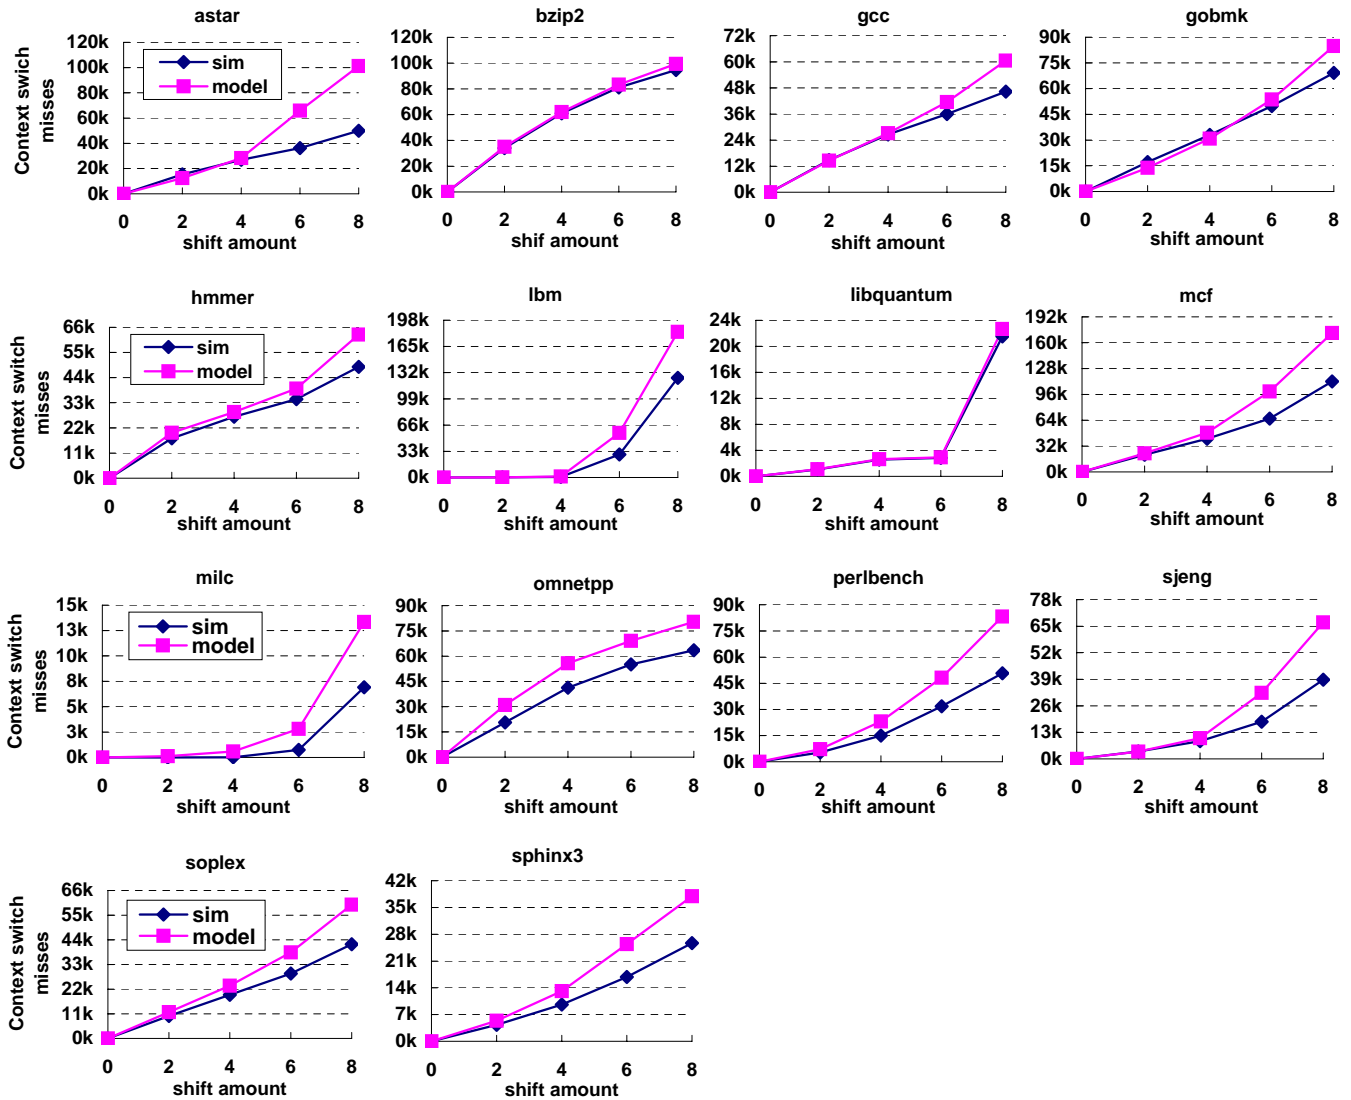 astar
bzip2
gcc
gobmk
Context swich
misses
120k
100k
80k
60k
40k
20k
0k
sim
model
0 2 4 6 8
shift amount
120k
100k
80k
60k
40k
20k
0k
0 2 4 6 8
shif amount
72k
60k
48k
36k
24k
12k
0k
0 2 4 6 8
shift amount
90k
75k
60k
45k
30k
15k
0k
0 2 4 6 8
shift amount
hmmer
lbm
libquantum
mcf
Context switch
misses
66k
55k
44k
33k
22k
11k
0k
sim
model
0 2 4 6 8
shift amount
198k
165k
132k
99k
66k
33k
0k
0 2 4 6 8
shift amount
24k
20k
16k
12k
8k
4k
0k
0 2 4 6 8
shift amount
192k
160k
128k
96k
64k
32k
0k
0 2 4 6 8
shift amount
milc
omnetpp
perlbench
sjeng
Context switch
misses
15k
13k
10k
8k
5k
3k
0k
sim
model
0 2 4 6 8
shift amount
90k
75k
60k
45k
30k
15k
0k
0 2 4 6 8
shift amount
90k
75k
60k
45k
30k
15k
0k
0 2 4 6 8
shift amount
78k
65k
52k
39k
26k
13k
0k
0 2 4 6 8
shift amount
soplex
sphinx3
Context switch
misses
66k
55k
44k
33k
22k
11k
0k
sim
model
0 2 4 6 8
shift amount
42k
35k
28k
21k
14k
7k
0k
0 2 4 6 8
shift amount